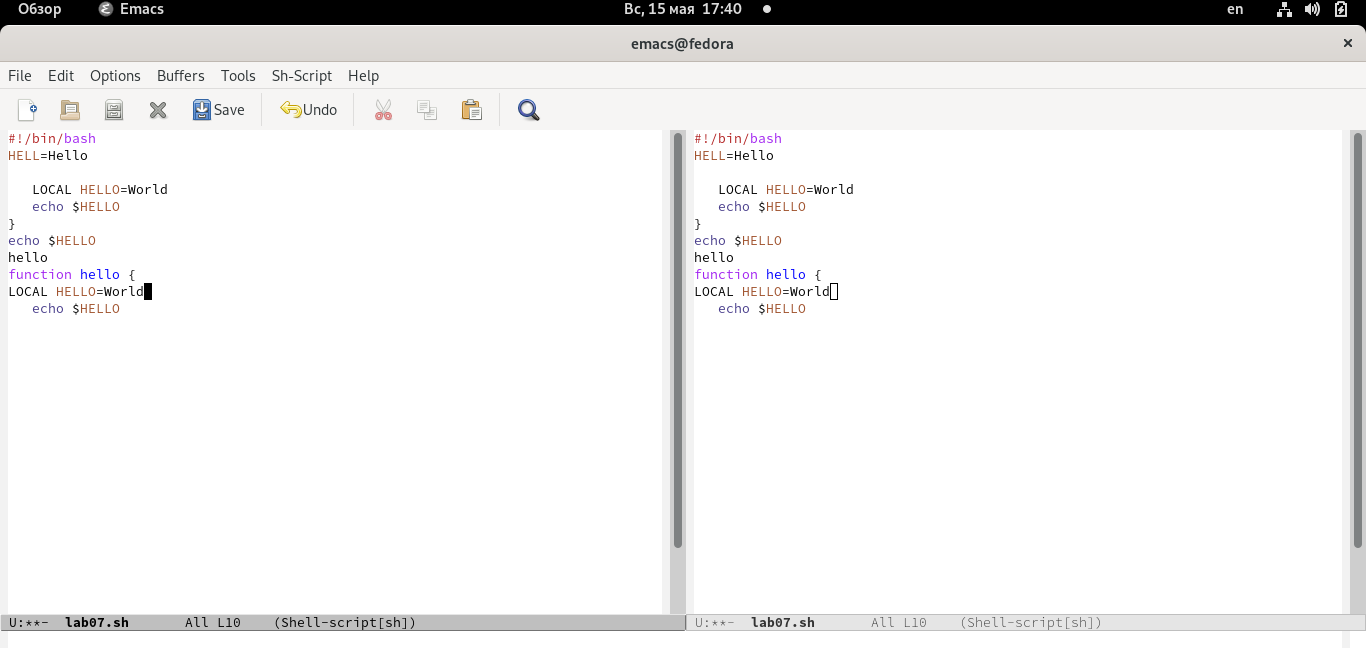 Обзор Emacs Вс, 15 мая 17:40 en
emacs@fedora ×
File Edit Options Buffers Tools Sh-Script Help
Save Undo
#!/bin/bash
HELL=Hello
LOCAL HELLO=World
echo $HELLO
}
echo $HELLO
hello
function hello {
LOCAL HELLO=World
echo $HELLO
U:**- lab07.sh All L10 (Shell-script[sh])
#!/bin/bash
HELL=Hello
LOCAL HELLO=World
echo $HELLO
}
echo $HELLO
hello
function hello {
LOCAL HELLO=World
echo $HELLO
U:**- lab07.sh All L10 (Shell-script[sh])